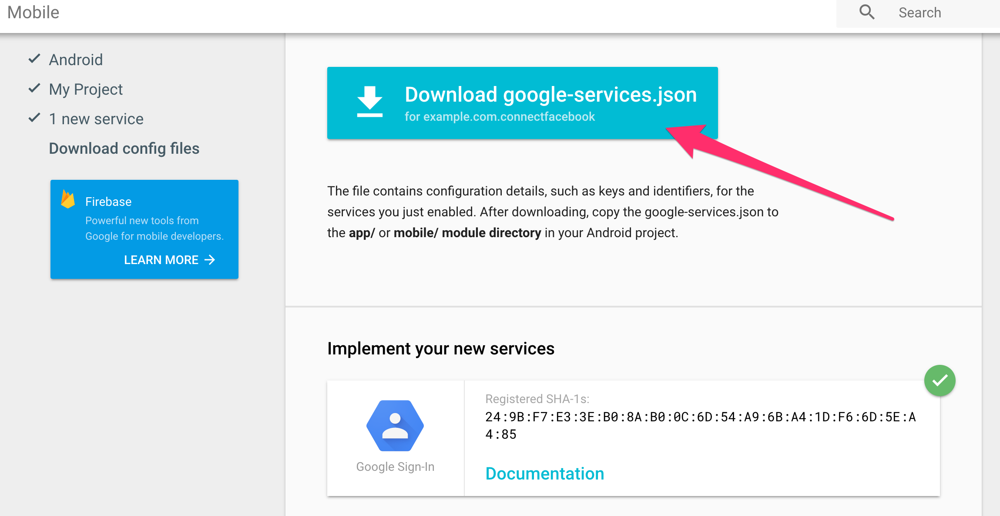 Mobile
Search
Android
My Project
1 new service
Download config files
Firebase
Powerful new tools from
Google for mobile developers.
LEARN MORE
Download google-services.json
for example.com.connectfacebook
The file contains configuration details, such as keys and identifiers, for the
services you just enabled. After downloading, copy the google-services.json to
the app/ or mobile/ module directory in your Android project.
Implement your new services
Google Sign-In
Registered SHA-1s:
24:9B:F7:E3:3E:B0:8A:B0:0C:6D:54:A9:6B:A4:1D:F6:6D:5E:A
4:85
Documentation